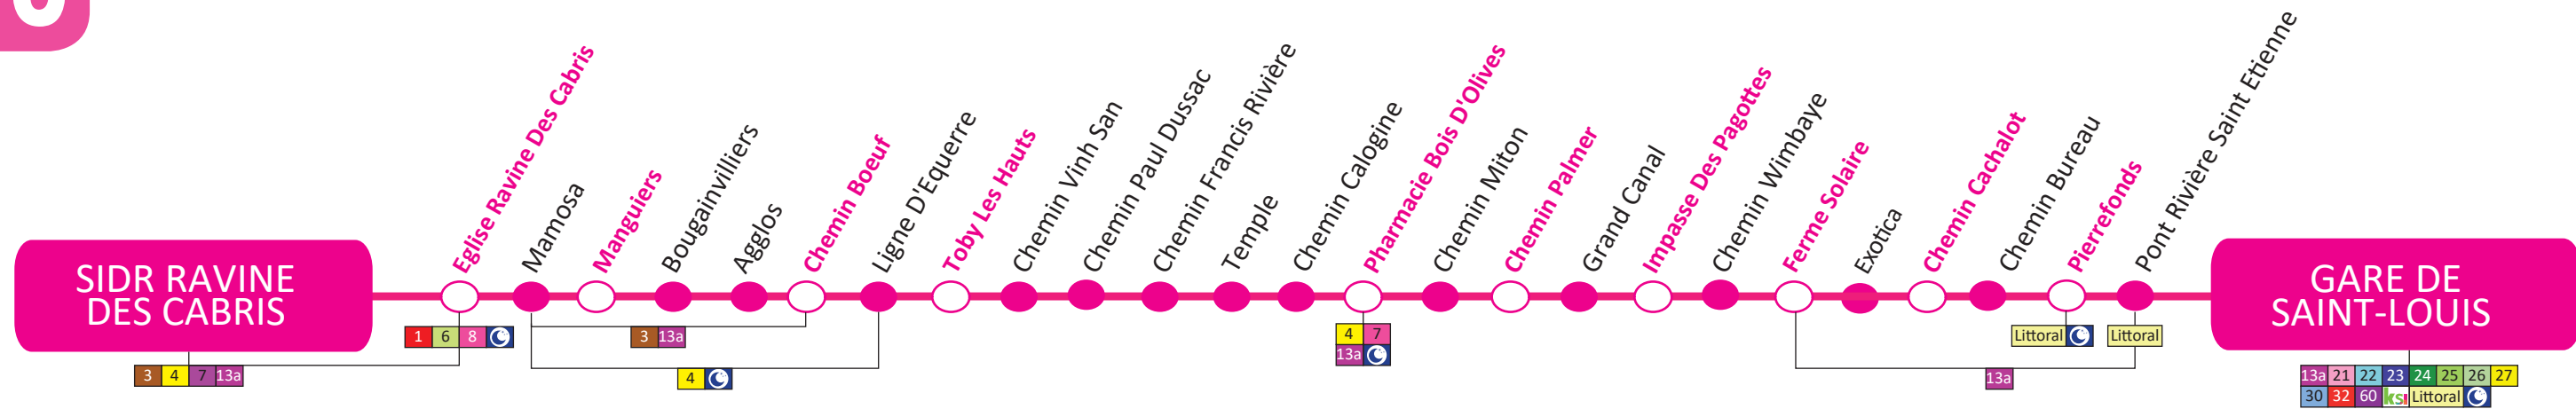 Eglise Ravine Des Cabris
Mamosa
Manguiers
Bougainvilliers
Agglos
Chemin Boeuf
Ligne D'Equerre
Toby Les Hauts
Chemin Vinh San
Chemin Paul Dussac
Chemin Francis Rivière
Temple
Chemin Calogine
Pharmacie Bois D'Olives
Chemin Miton
Chemin Palmer
Grand Canal
Impasse Des Pagottes
Chemin Wimbaye
Ferme Solaire
Exotica
Chemin Cachalot
Chemin Bureau
Pierrefonds
Pont Rivière Saint Etienne
SIDR RAVINE
DES CABRIS
GARE DE
SAINT-LOUIS
3 4 7 13a
1 6 8
3 13a
4
4 7
13a
Littoral
Littoral
13a
13a 21 22 23 24 25 26 27
30 32 60 ksi Littoral